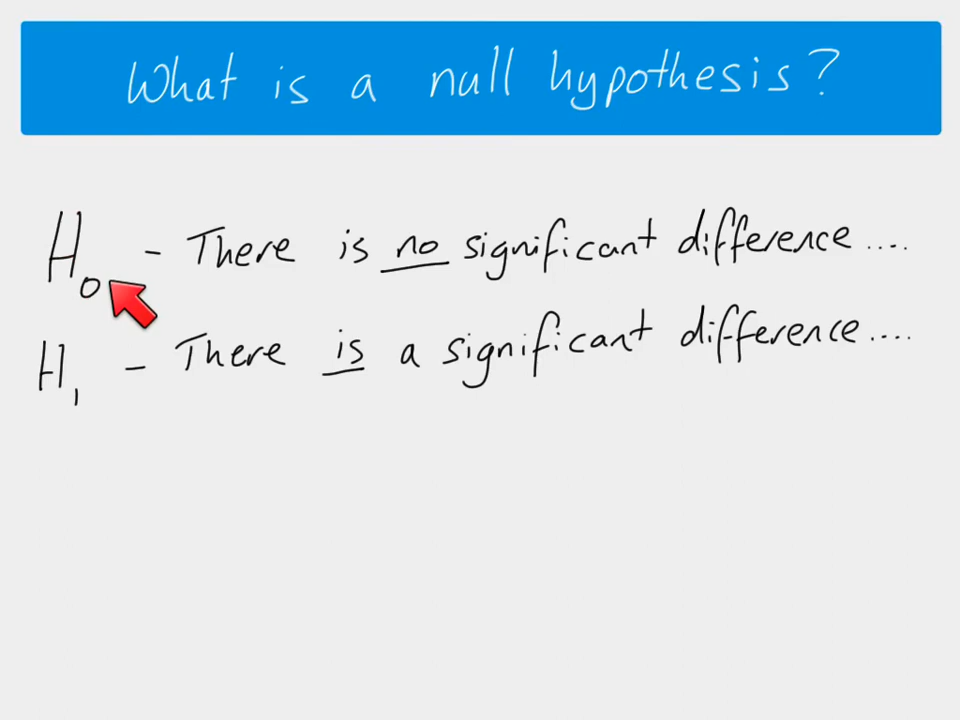 What is a null hypothesis?
H₀ - There is no significant difference....
H₁ - There is a significant difference....